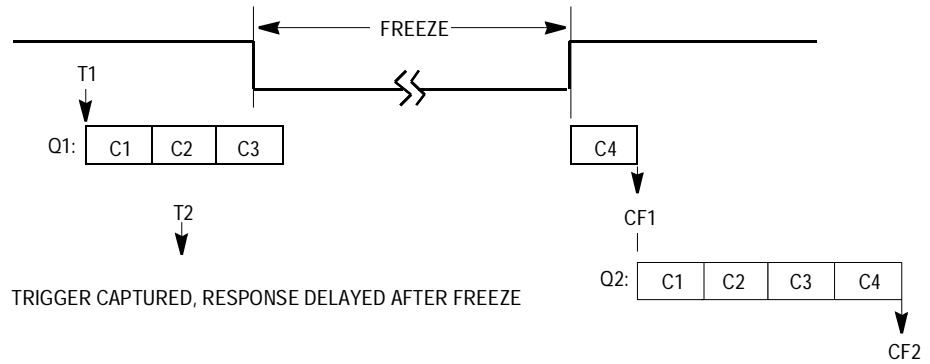 FREEZE
T1
Q1: C1 C2 C3 C4
T2
CF1
Q2: C1 C2 C3 C4
TRIGGER CAPTURED, RESPONSE DELAYED AFTER FREEZE
CF2